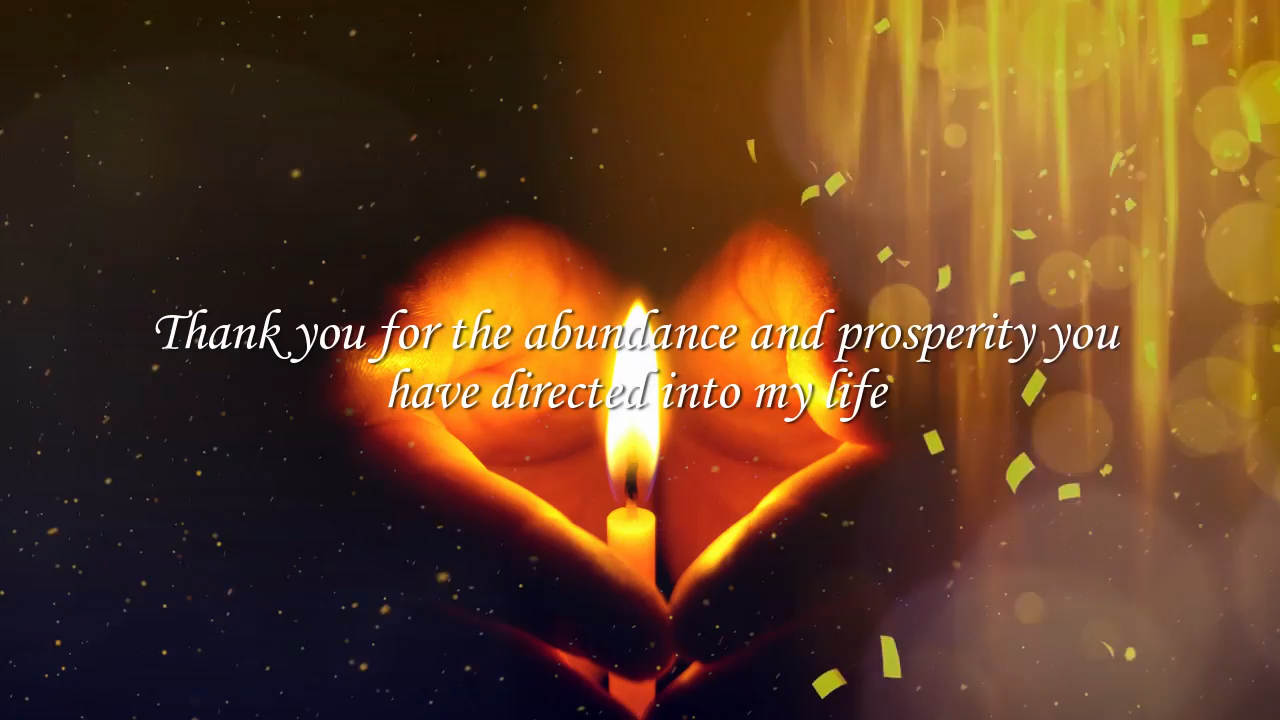 Thank you for the abundance and prosperity you
have directed into my life